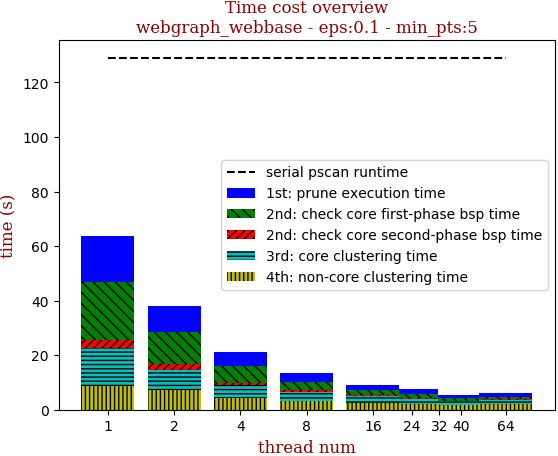 Time cost overview
webgraph_webbase - eps:0.1 - min_pts:5
time (s)
120
100
80
60
40
20
0
serial pscan runtime
1st: prune execution time
2nd: check core first-phase bsp time
2nd: check core second-phase bsp time
3rd: core clustering time
4th: non-core clustering time
1 2 4 8 16 24 32 40 64
thread num